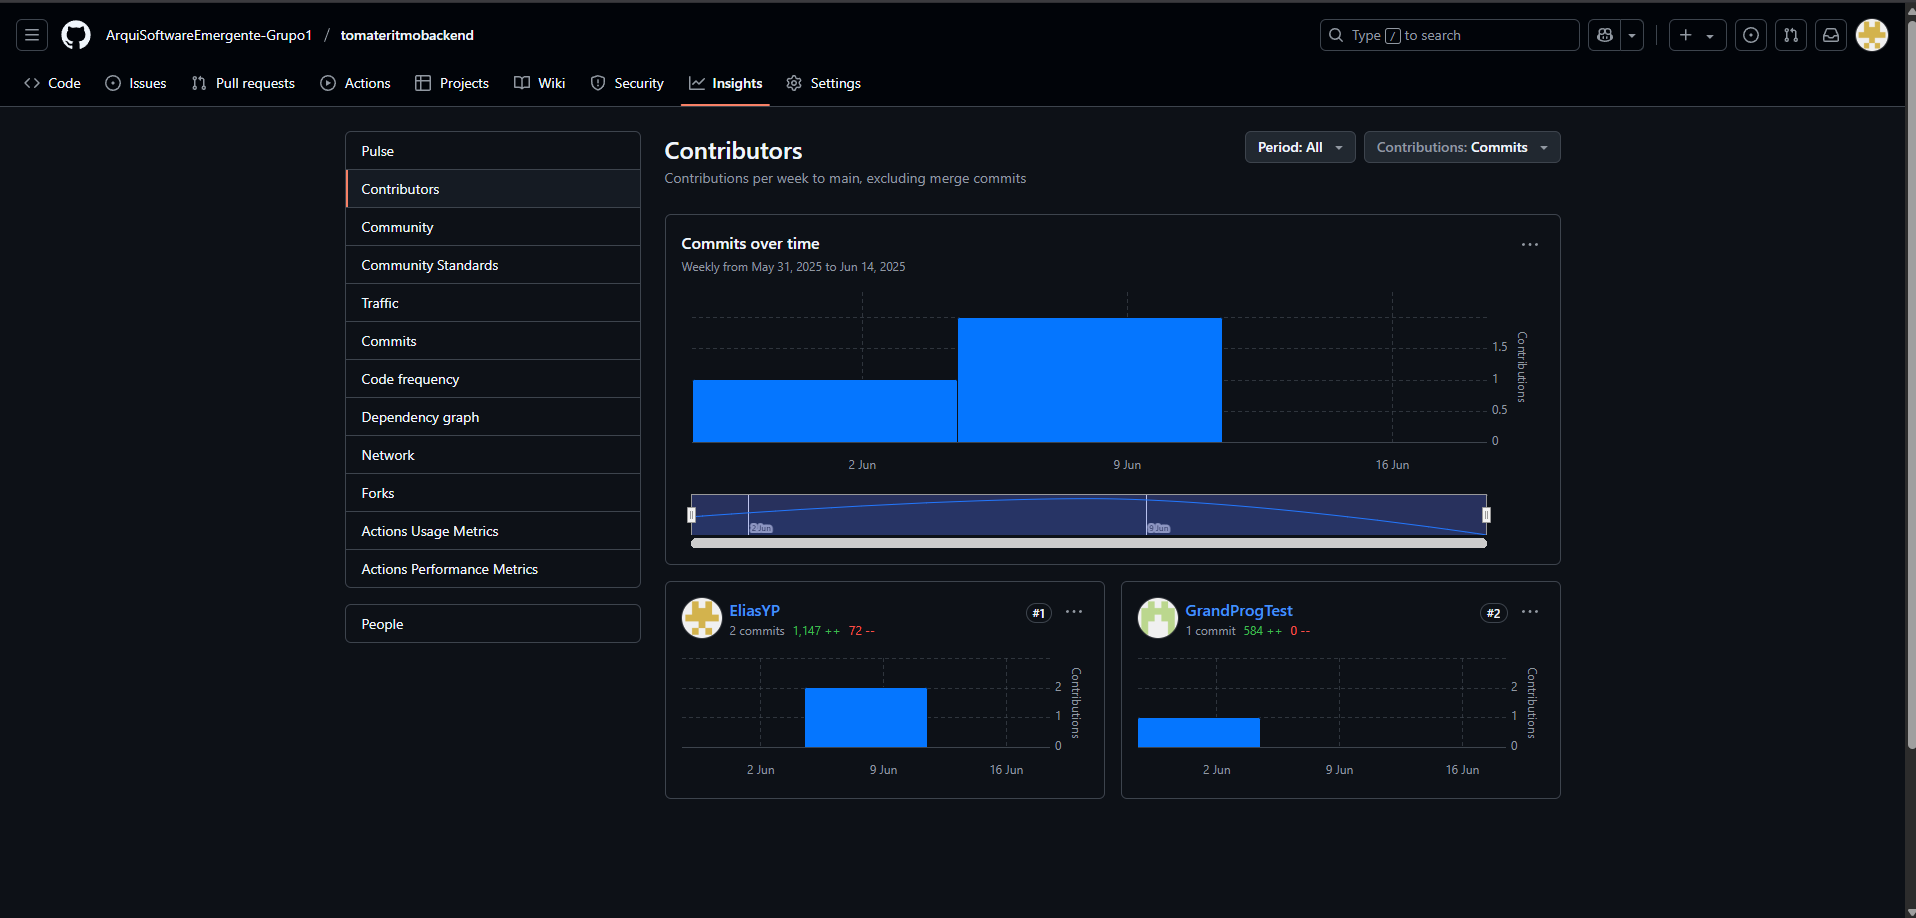 ArquiSoftwareEmergente-Grupo1 / tomateritmobackend
Type / to search
Code Issues Pull requests Actions Projects Wiki Security Insights Settings
Pulse
Contributors
Community
Community Standards
Traffic
Commits
Code frequency
Dependency graph
Network
Forks
Actions Usage Metrics
Actions Performance Metrics
People
Contributors
Period: All
Contributions: Commits
Contributions per week to main, excluding merge commits
Commits over time
Weekly from May 31, 2025 to Jun 14, 2025
1.5
1
0.5
0
Contributions
2 Jun 9 Jun 16 Jun
2 Jun 9 Jun
EliasYP
#1
2 commits 1,147 ++ 72 --
2
1
0
Contributions
2 Jun 9 Jun 16 Jun
GrandProgTest
#2
1 commit 584 ++ 0 --
2
1
0
Contributions
2 Jun 9 Jun 16 Jun